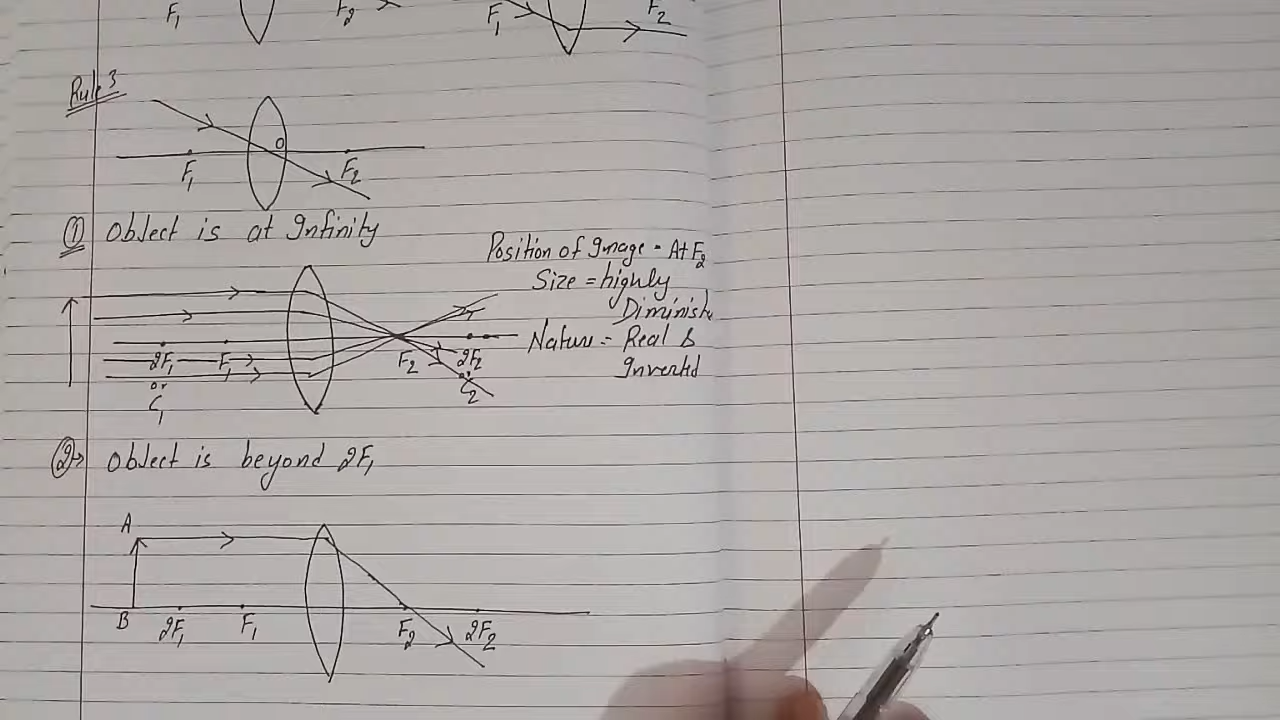 F₁ F₂ F₁ F₂
Rule 3
O
F₁ F₂
① Object is at Infinity
Position of Image = At F₂
Size = highly
Diminish
Nature = Real &
Inverted
2F₁ F₁ F₂ 2F₂
or or
C₁ C₂
②→ Object is beyond 2F₁
A
B 2F₁ F₁ F₂ 2F₂